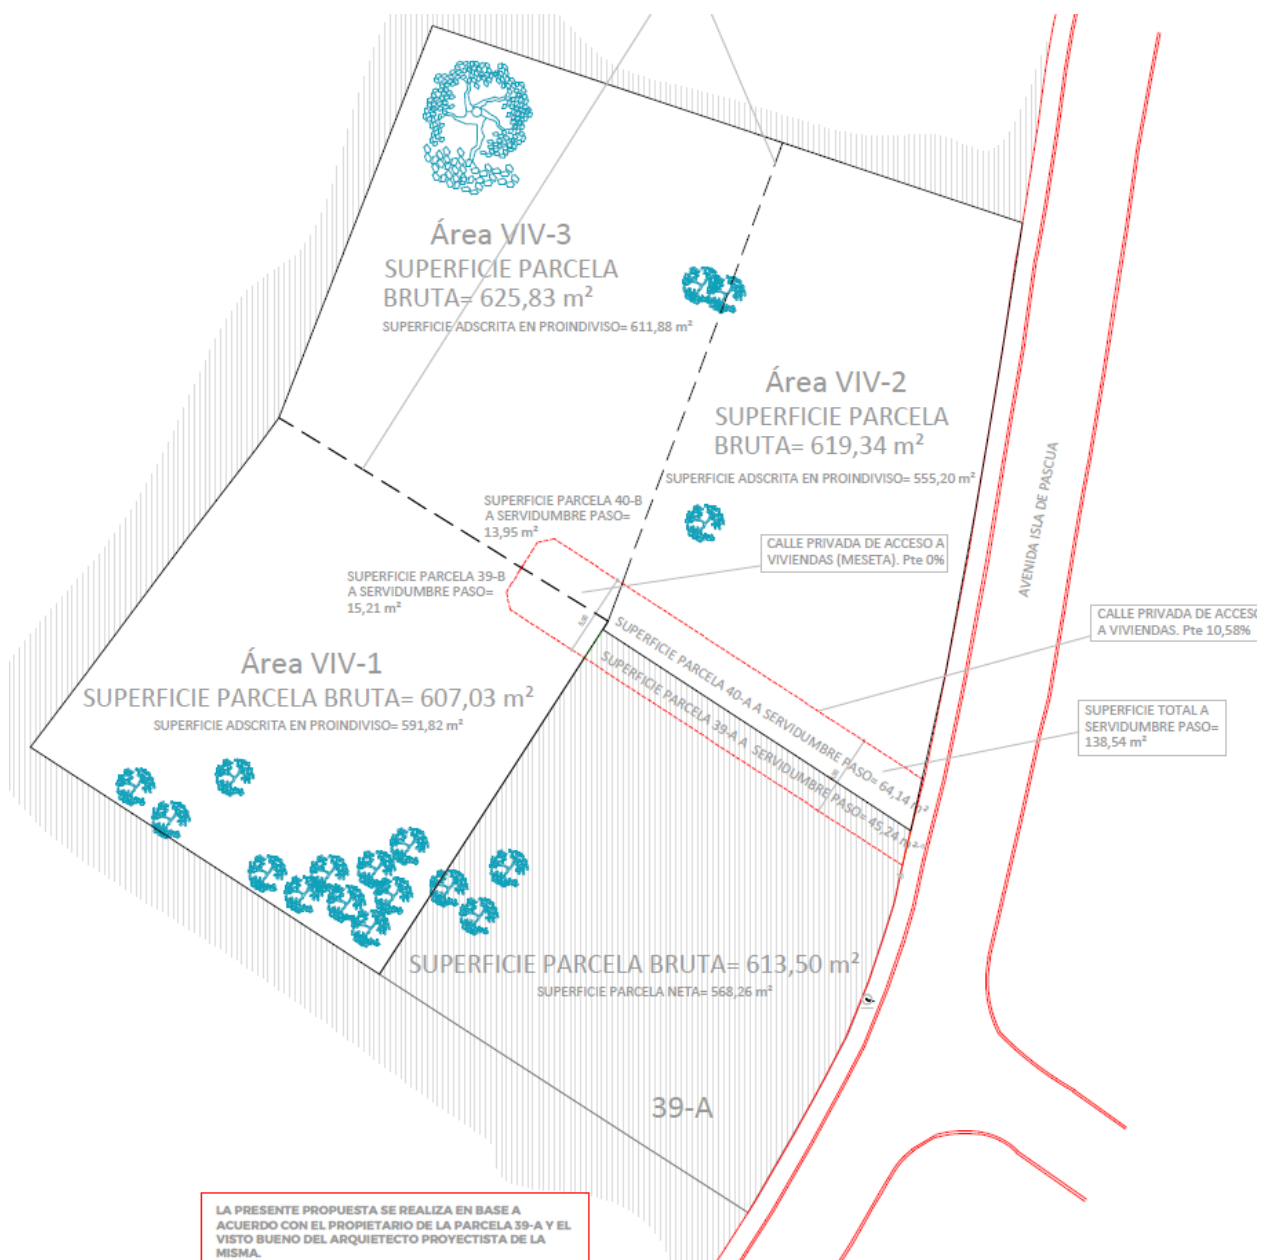 Área VIV-3
SUPERFICIE PARCELA
BRUTA= 625,83 m²
SUPERFICIE ADSCRITA EN PROINDIVISO= 611,88 m²
Área VIV-2
SUPERFICIE PARCELA
BRUTA= 619,34 m²
SUPERFICIE ADSCRITA EN PROINDIVISO= 555,20 m²
AVENIDA ISLA DE PASCUA
SUPERFICIE PARCELA 40-B
A SERVIDUMBRE PASO=
13,95 m²
CALLE PRIVADA DE ACCESO A
VIVIENDAS (MESETA). Pte 0%
SUPERFICIE PARCELA 39-B
A SERVIDUMBRE PASO=
15,21 m²
CALLE PRIVADA DE ACCESO
A VIVIENDAS. Pte 10,58%
SUPERFICIE PARCELA 40-A A SERVIDUMBRE PASO= 64,14 m²
SUPERFICIE PARCELA 39-A A SERVIDUMBRE PASO= 45,24 m²
Área VIV-1
SUPERFICIE PARCELA BRUTA= 607,03 m²
SUPERFICIE ADSCRITA EN PROINDIVISO= 591,82 m²
SUPERFICIE TOTAL A
SERVIDUMBRE PASO=
138,54 m²
SUPERFICIE PARCELA BRUTA= 613,50 m²
SUPERFICIE PARCELA NETA= 568,26 m²
39-A
LA PRESENTE PROPUESTA SE REALIZA EN BASE A
ACUERDO CON EL PROPIETARIO DE LA PARCELA 39-A Y EL
VISTO BUENO DEL ARQUIETECTO PROYECTISTA DE LA
MISMA.